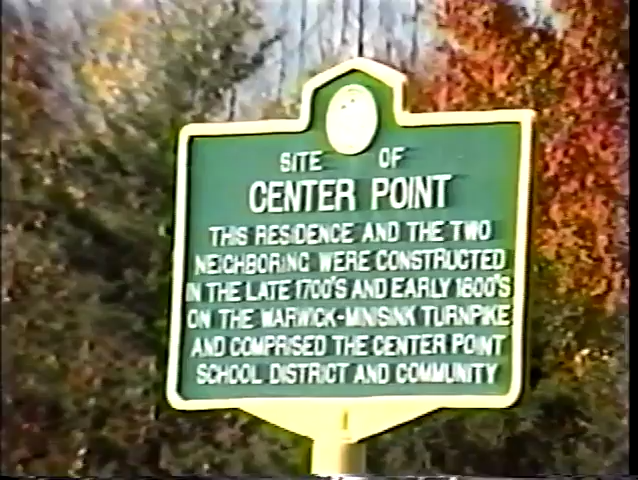 SITE OF
CENTER POINT
THIS RESIDENCE AND THE TWO
NEIGHBORING WERE CONSTRUCTED
IN THE LATE 1700'S AND EARLY 1800'S
ON THE WARWICK-MINISINK TURNPIKE
AND COMPRISED THE CENTER POINT
SCHOOL DISTRICT AND COMMUNITY